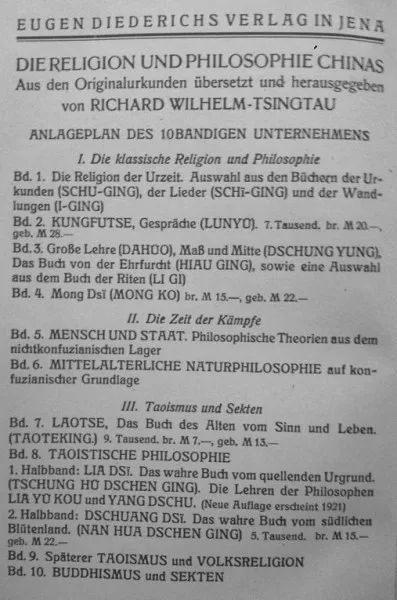 EUGEN DIEDERICHS VERLAG IN JENA
DIE RELIGION UND PHILOSOPHIE CHINAS
Aus den Originalurkunden übersetzt und herausgegeben
von RICHARD WILHELM-TSINGTAU
ANLAGEPLAN DES 10BANDIGEN UNTERNEHMENS
I. Die klassische Religion und Philosophie
Bd. 1. Die Religion der Urzeit. Auswahl aus den Büchern der Ur-
kunden (SCHU-GING), der Lieder (SCHÏ-GING) und der Wand-
lungen (I-GING)
Bd. 2. KUNGFUTSE, Gespräche (LUNYÜ). 7. Tausend. br. M 20.—,
geb. M 28.—
Bd. 3. Große Lehre (DAHÜO), Maß und Mitte (DSCHUNG YUNG),
Das Buch von der Ehrfurcht (HIAU GING), sowie eine Auswahl
aus dem Buch der Riten (LI GI)
Bd. 4. Mong Dsï (MONG KO) br. M 15.—, geb. M 22.—
II. Die Zeit der Kämpfe
Bd. 5. MENSCH UND STAAT. Philosophische Theorien aus dem
nichtkonfuzianischen Lager
Bd. 6. MITTELALTERLICHE NATURPHILOSOPHIE auf kon-
fuzianischer Grundlage
III. Taoismus und Sekten
Bd. 7. LAOTSE, Das Buch des Alten vom Sinn und Leben.
(TAOTEKING.) 9. Tausend. br. M 7.—, geb. M 13.—
Bd. 8. TAOISTISCHE PHILOSOPHIE
1. Halbband: LIA DSï. Das wahre Buch vom quellenden Urgrund.
(TSCHUNG HÜ DSCHEN GING). Die Lehren der Philosophen
LIA YÜ KOU und YANG DSCHU. (Neue Auflage erscheint 1921)
2. Halbband: DSCHUANG DSï. Das wahre Buch vom südlichen
Blütenland. (NAN HUA DSCHEN GING) 5. Tausend. br. M 15.—
geb. M 22.—
Bd. 9. Späterer TAOISMUS und VOLKSRELIGION
Bd. 10. BUDDHISMUS und SEKTEN